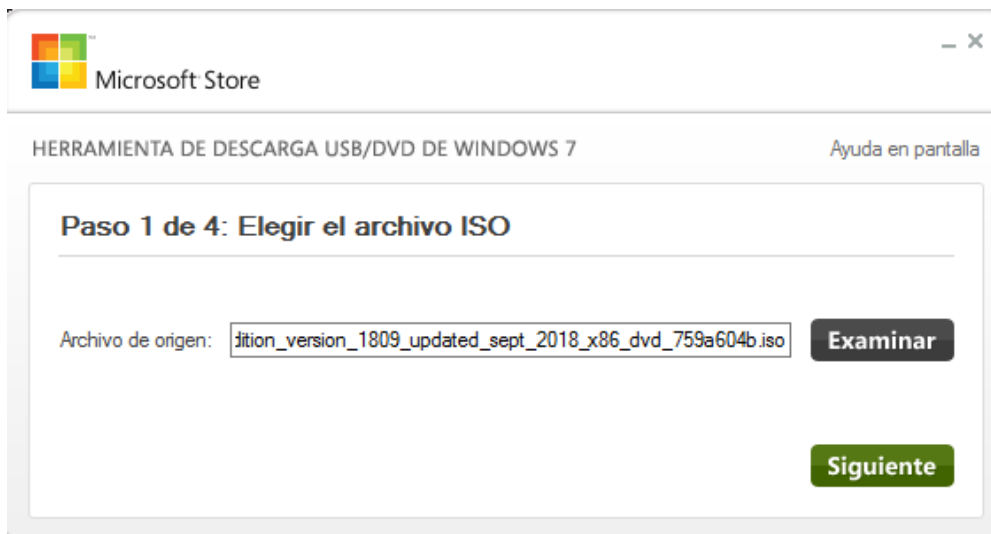 Microsoft Store
HERRAMIENTA DE DESCARGA USB/DVD DE WINDOWS 7 Ayuda en pantalla
Paso 1 de 4: Elegir el archivo ISO
Archivo de origen: dition_version_1809_updated_sept_2018_x86_dvd_759a604b.iso Examinar
Siguiente